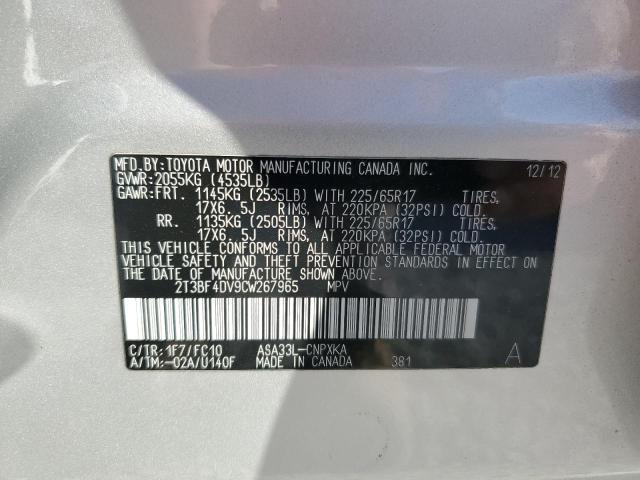 MFD.BY:TOYOTA MOTOR MANUFACTURING CANADA INC. 12/12
GVWR:2055KG (4535LB)
GAWR:FRT. 1145KG (2535LB) WITH 225/65R17 TIRES,
17X6. 5J RIMS, AT 220KPA (32PSI) COLD.
RR. 1135KG (2505LB) WITH 225/65R17 TIRES,
17X6. 5J RIMS, AT 220KPA (32PSI) COLD.
THIS VEHICLE CONFORMS TO ALL APPLICABLE FEDERAL MOTOR
VEHICLE SAFETY AND THEFT PREVENTION STANDARDS IN EFFECT ON
THE DATE OF MANUFACTURE SHOWN ABOVE.
2T3BF4DV9CW267965 MPV
C/TR:1F7/FC10 ASA33L-CNPXKA
A/TM:-02A/U140F MADE IN CANADA 381 A